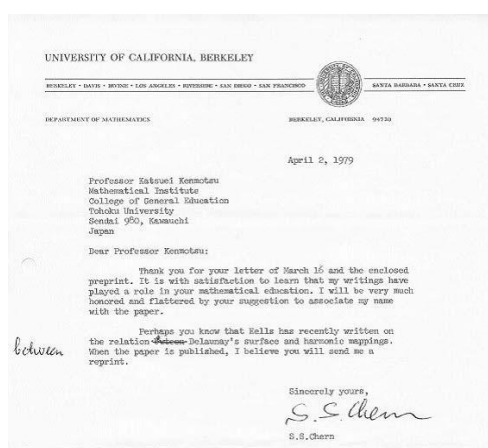 UNIVERSITY OF CALIFORNIA, BERKELEY
BERKELEY • DAVIS • IRVINE • LOS ANGELES • RIVERSIDE • SAN DIEGO • SAN FRANCISCO
SANTA BARBARA • SANTA CRUZ
DEPARTMENT OF MATHEMATICS
BERKELEY, CALIFORNIA 94720
April 2, 1979
Professor Katsuei Kenmotsu
Mathematical Institute
College of General Education
Tohoku University
Sendai 980, Kawauchi
Japan
Dear Professor Kenmotsu:
Thank you for your letter of March 16 and the enclosed
preprint. It is with satisfaction to learn that my writings have
played a role in your mathematical education. I will be very much
honored and flattered by your suggestion to associate my name
with the paper.
Perhaps you know that Eells has recently written on
between
the relation Delaunay's surface and harmonic mappings.
When the paper is published, I believe you will send me a
reprint.
Sincerely yours,
S. S. Chern
S.S.Chern